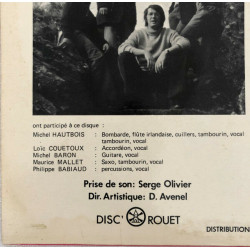 ont participé à ce disque :
Michel HAUTBOIS : Bombarde, flûte irlandaise, cuillers, tambourin, vocal
tambourin, vocal
Loïc COUETOUX : Accordéon, vocal
Michel BARON : Guitare, vocal
Maurice MALLET : Saxo, tambourin, vocal
Philippe BABIAUD : percussions, vocal
Prise de son: Serge Olivier
Dir. Artistique: D. Avenel
DISC' ROUET
DISTRIBUTION